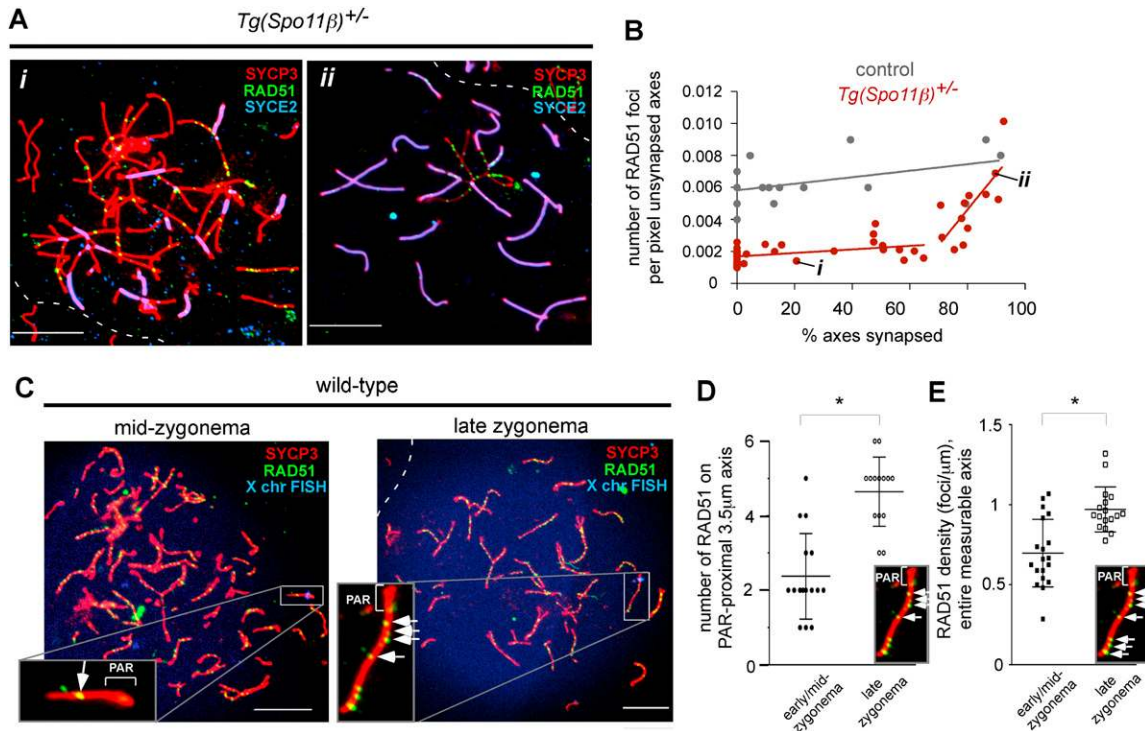 A
Tg(Spo11β)+/-
i
SYCP3
RAD51
SYCE2
ii
SYCP3
RAD51
SYCE2
B
control
Tg(Spo11β)+/-
number of RAD51 foci
per pixel unsynapsed axes
0.012
0.010
0.008
0.006
0.004
0.002
0
i
ii
0 20 40 60 80 100
% axes synapsed
C
wild-type
mid-zygonema
SYCP3
RAD51
X chr FISH
PAR
late zygonema
SYCP3
RAD51
X chr FISH
PAR
D
*
number of RAD51 on
PAR-proximal 3.5µm axis
6
4
2
0
PAR
early/mid-
zygonema
late
zygonema
E
*
RAD51 density (foci/µm),
entire measurable axis
1.5
1
0.5
0
PAR
early/mid-
zygonema
late
zygonema